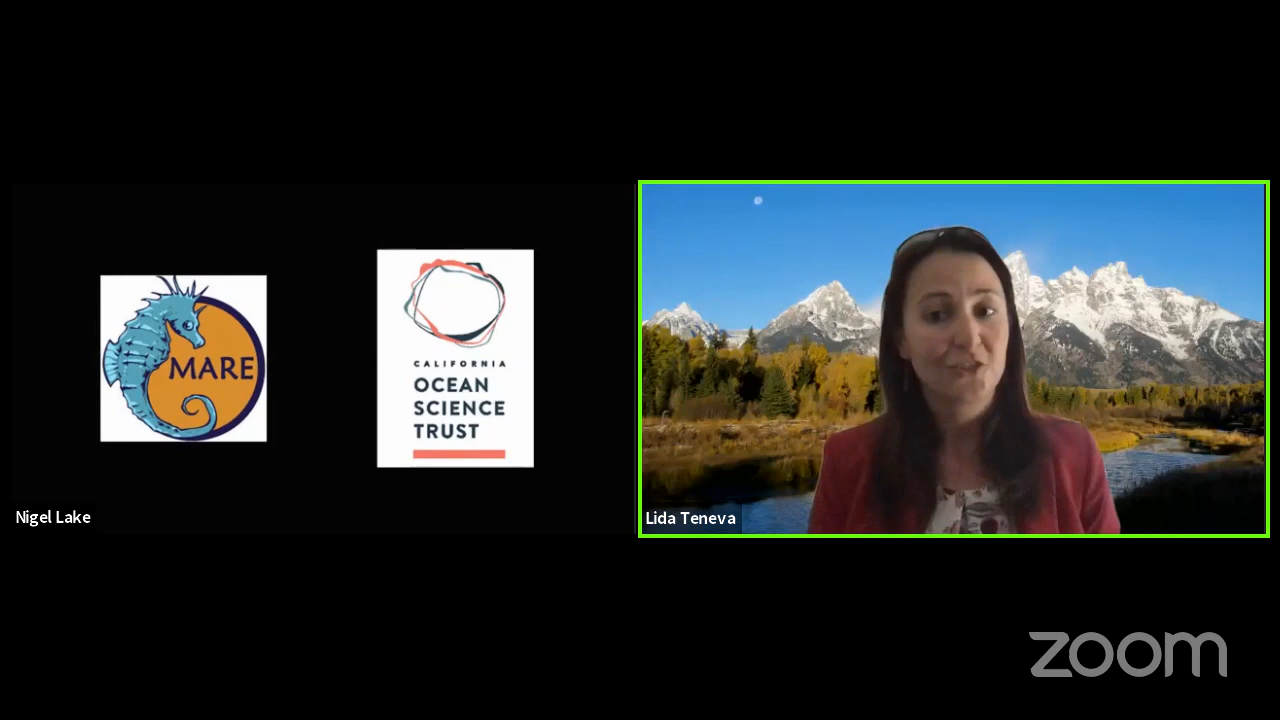 MARE
CALIFORNIA
OCEAN
SCIENCE
TRUST
Nigel Lake
Lida Teneva
zoom